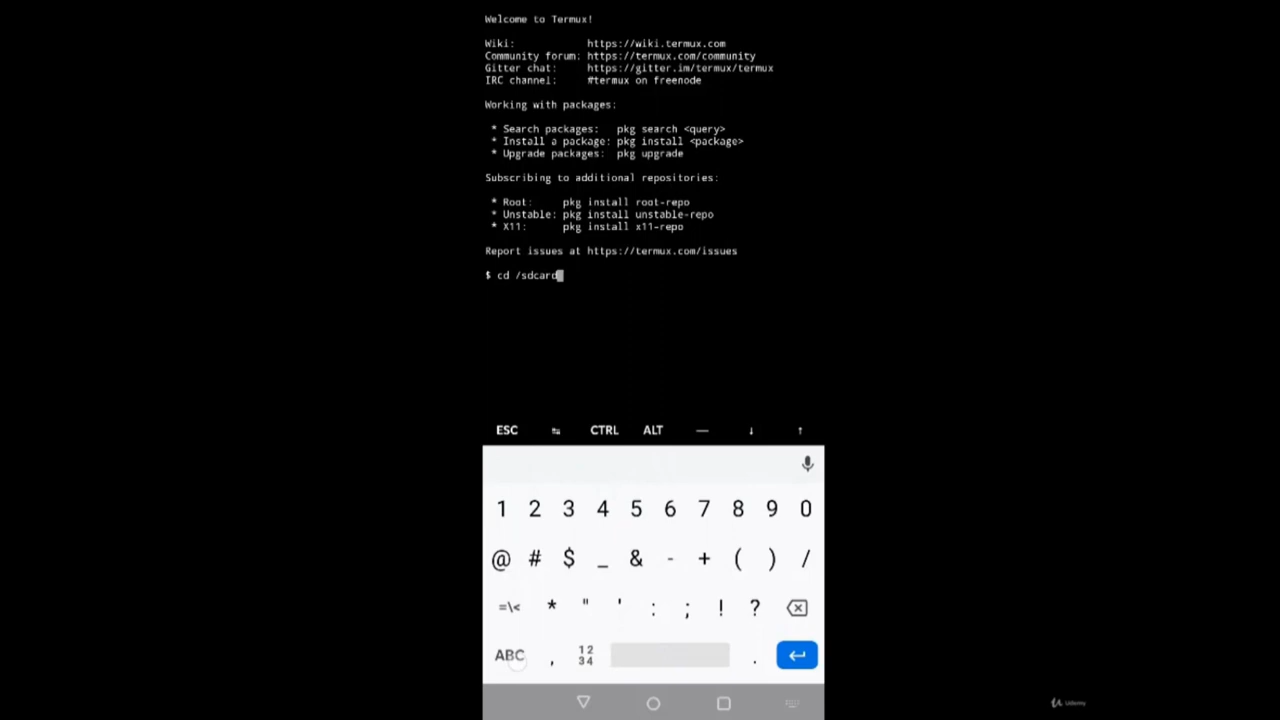 Welcome to Termux!
Wiki: https://wiki.termux.com
Community forum: https://termux.com/community
Gitter chat: https://gitter.im/termux/termux
IRC channel: #termux on freenode
Working with packages:
* Search packages: pkg search <query>
* Install a package: pkg install <package>
* Upgrade packages: pkg upgrade
Subscribing to additional repositories:
* Root: pkg install root-repo
* Unstable: pkg install unstable-repo
* X11: pkg install x11-repo
Report issues at https://termux.com/issues
$ cd /sdcard
ESC ↹ CTRL ALT — ↓ ↑
1 2 3 4 5 6 7 8 9 0
@ # $ _ & - + ( ) /
=\< * " ' : ; ! ?
ABC , 12 34 .
Udemy